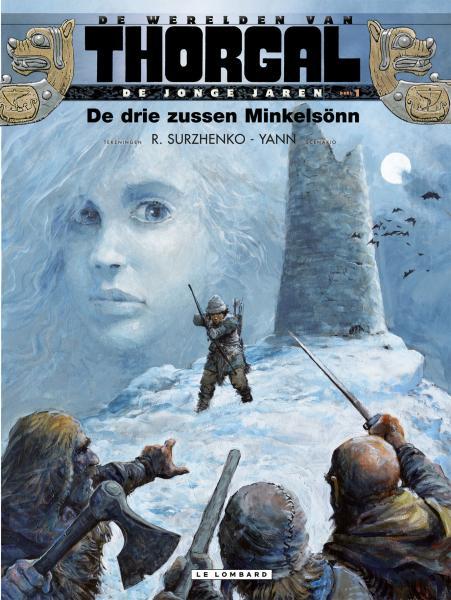 DE WERELDEN VAN
THORGAL
DE JONGE JAREN DEEL 1
De drie zussen Minkelsönn
TEKENINGEN R. SURZHENKO - YANN SCENARIO
LE LOMBARD